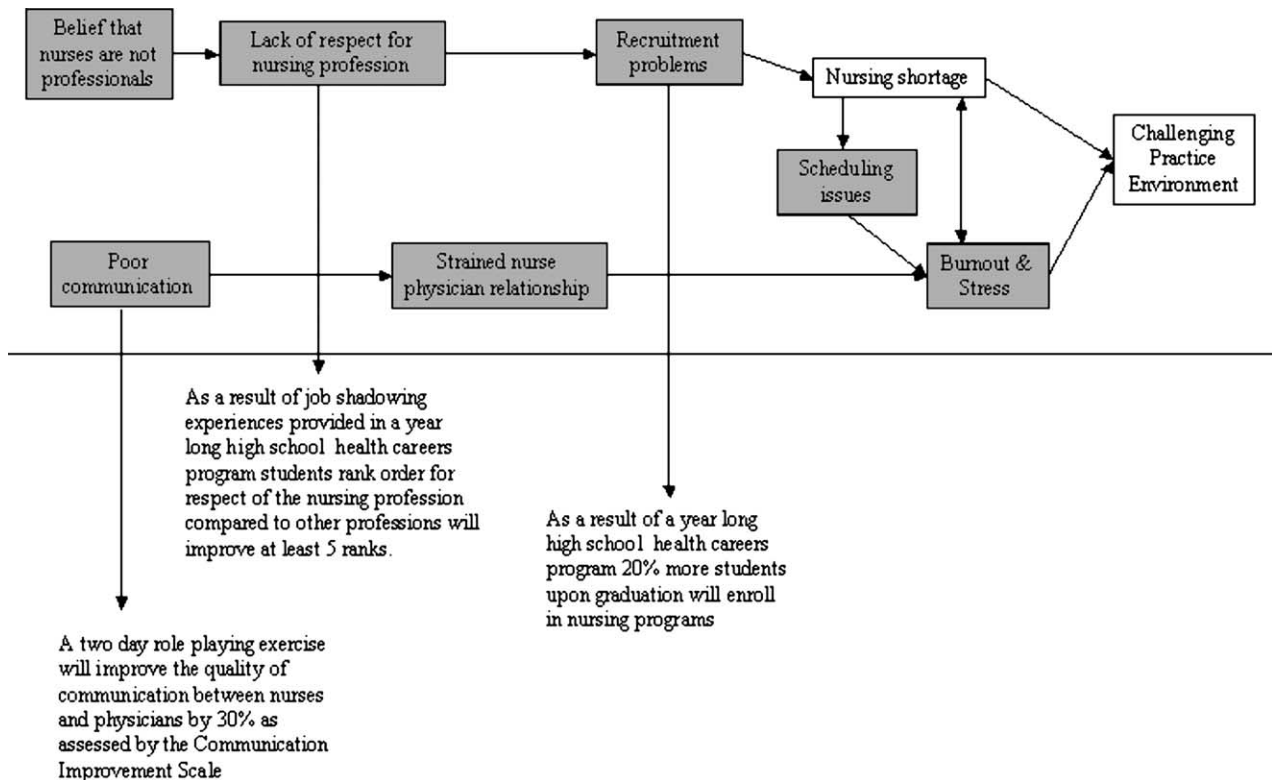 Belief that
nurses are not
professionals
Lack of respect for
nursing profession
Recruitment
problems
Nursing shortage
Challenging
Practice
Environment
Scheduling
issues
Poor
communication
Strained nurse
physician relationship
Burnout &
Stress
As a result of job shadowing
experiences provided in a year
long high school health careers
program students rank order for
respect of the nursing profession
compared to other professions will
improve at least 5 ranks.
As a result of a year long
high school health careers
program 20% more students
upon graduation will enroll
in nursing programs
A two day role playing exercise
will improve the quality of
communication between nurses
and physicians by 30% as
assessed by the Communication
Improvement Scale